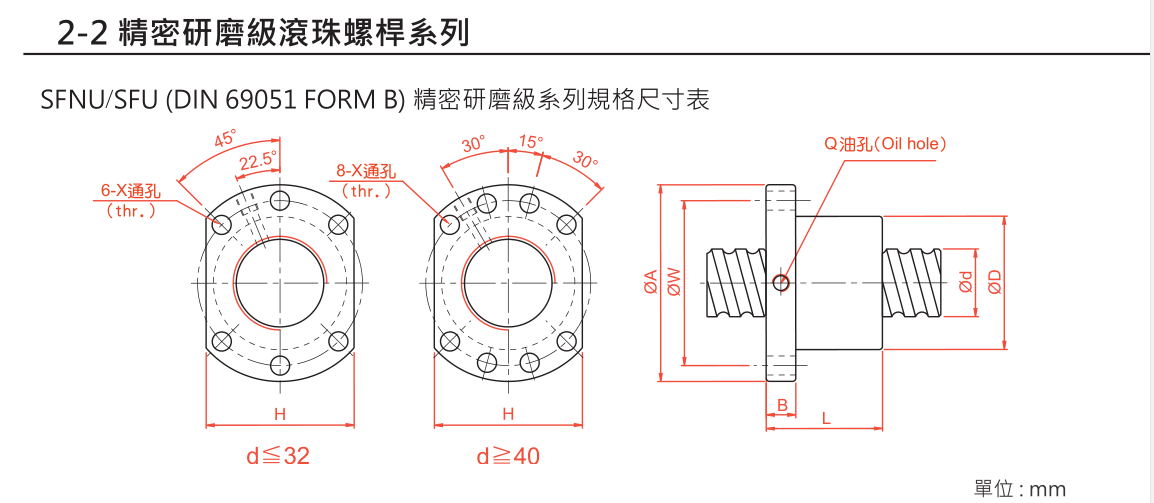 2-2 精密研磨級滾珠螺桿系列
SFNU/SFU (DIN 69051 FORM B) 精密研磨級系列規格尺寸表
45°
22.5°
6-X通孔
(thr.)
H
d≦32
30°
15°
30°
8-X通孔
(thr.)
H
d≧40
Q油孔(Oil hole)
ØA
ØW
Ød
ØD
B
L
單位 : mm